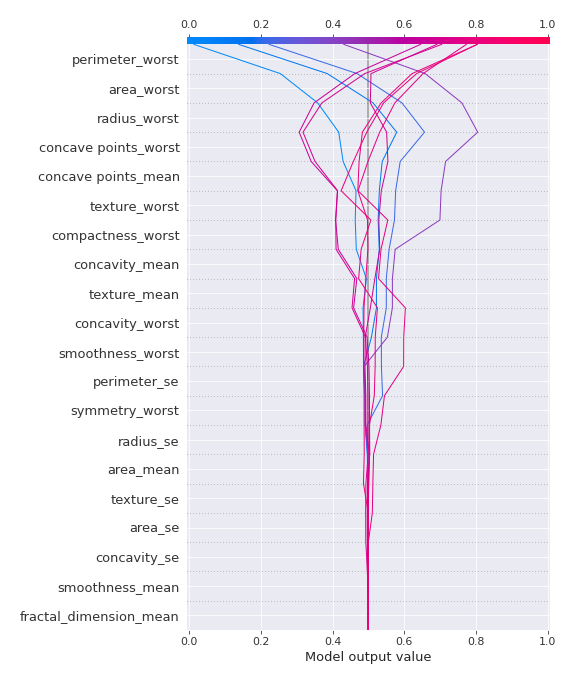 0.0 0.2 0.4 0.6 0.8 1.0
perimeter_worst
area_worst
radius_worst
concave points_worst
concave points_mean
texture_worst
compactness_worst
concavity_mean
texture_mean
concavity_worst
smoothness_worst
perimeter_se
symmetry_worst
radius_se
area_mean
texture_se
area_se
concavity_se
smoothness_mean
fractal_dimension_mean
0.0 0.2 0.4 0.6 0.8 1.0
Model output value